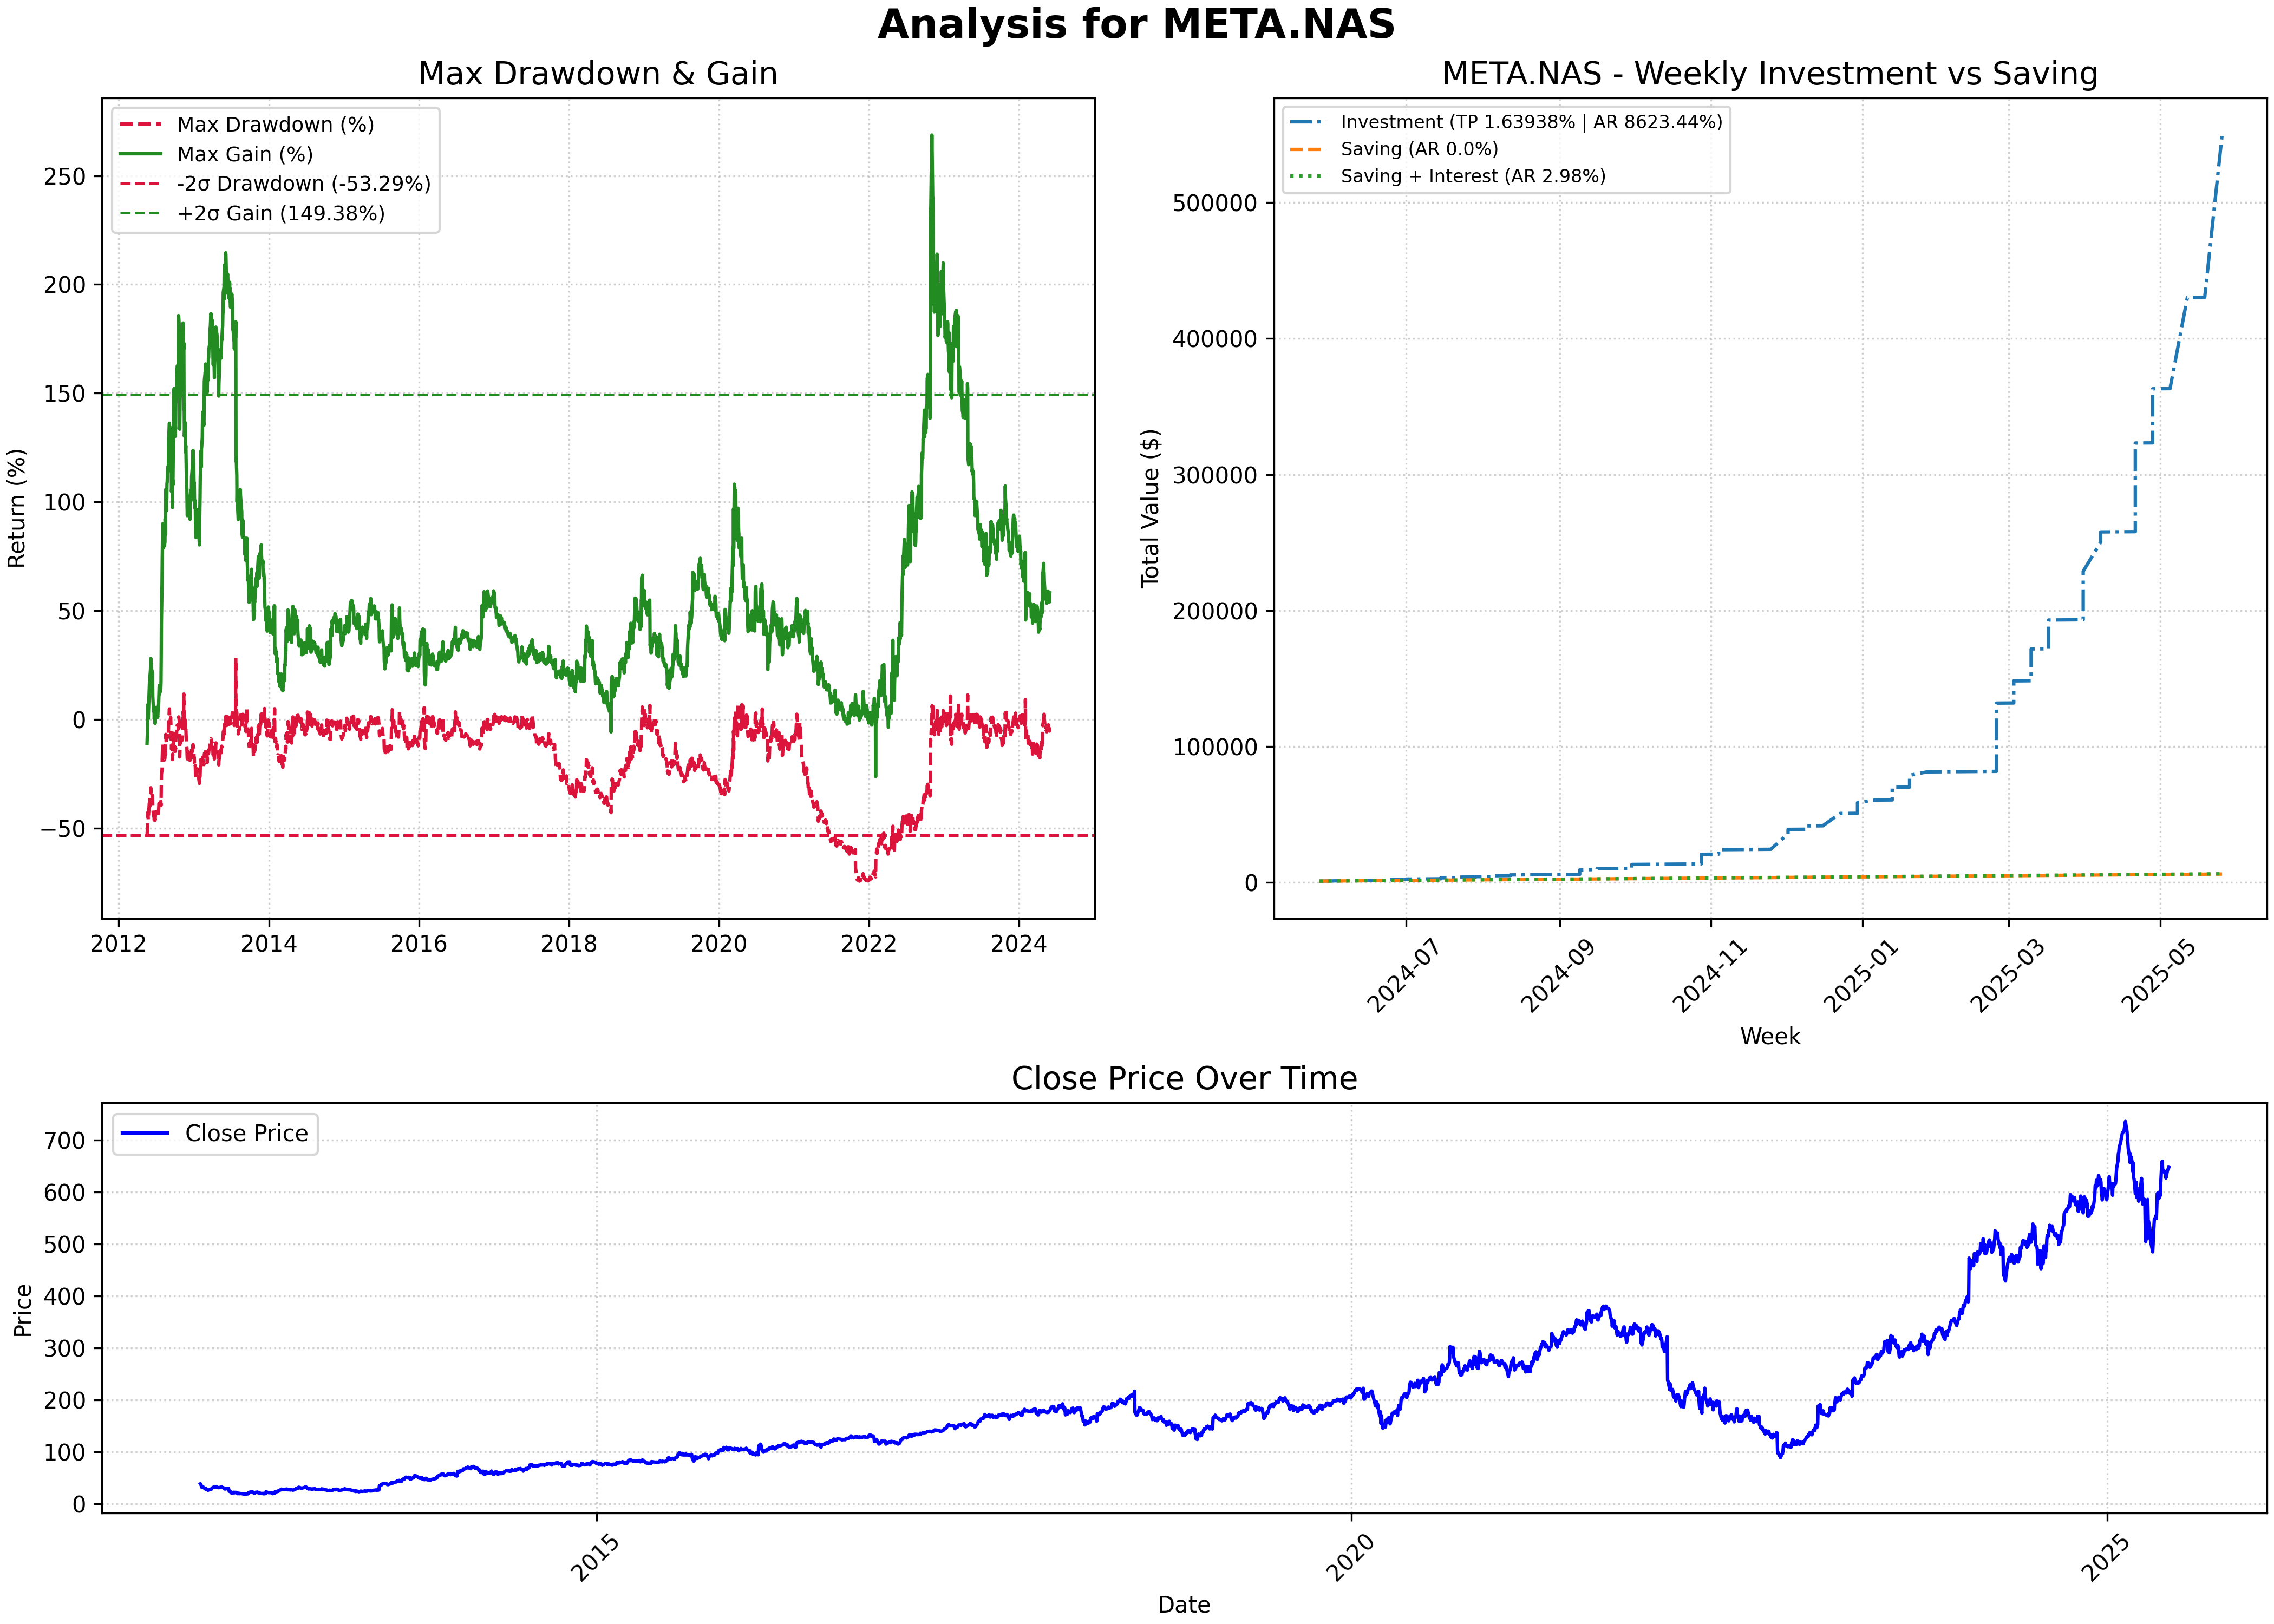 Analysis for META.NAS
Max Drawdown & Gain
Max Drawdown (%)
Max Gain (%)
-2σ Drawdown (-53.29%)
+2σ Gain (149.38%)
Return (%)
250
200
150
100
50
0
−50
2012 2014 2016 2018 2020 2022 2024
META.NAS - Weekly Investment vs Saving
Investment (TP 1.63938% | AR 8623.44%)
Saving (AR 0.0%)
Saving + Interest (AR 2.98%)
Total Value ($)
500000
400000
300000
200000
100000
0
2024-07 2024-09 2024-11 2025-01 2025-03 2025-05
Week
Close Price Over Time
Close Price
Price
700
600
500
400
300
200
100
0
2015 2020 2025
Date